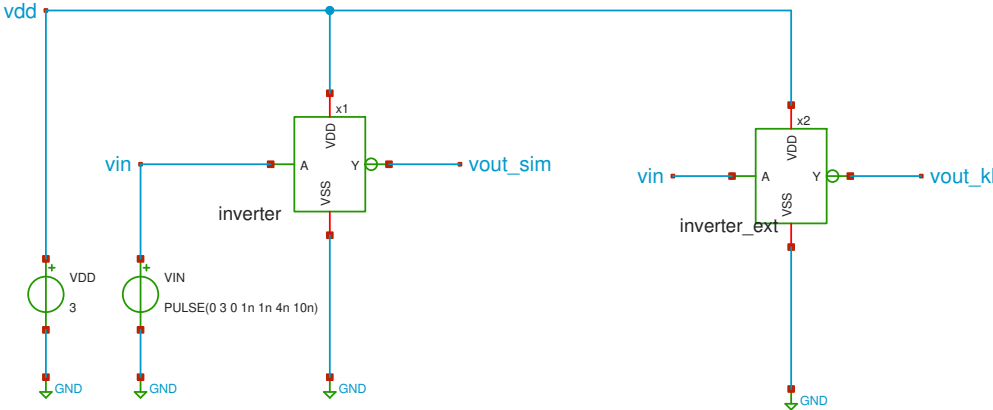 vdd
x1
VDD
A
Y
VSS
vin
vout_sim
inverter
x2
VDD
A
Y
VSS
vin
vout_kl
inverter_ext
+
VDD
3
+
VIN
PULSE(0 3 0 1n 1n 4n 10n)
GND
GND
GND
GND